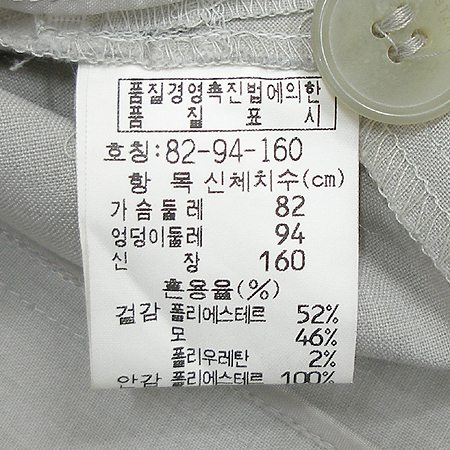 품질경영촉진법에의한
품 질 표 시
호칭:82-94-160
항 목 신체치수(cm)
가슴둘레 82
엉덩이둘레 94
신 장 160
혼용율(%)
겉감 폴리에스테르 52%
모 46%
폴리우레탄 2%
안감 폴리에스테르 100%